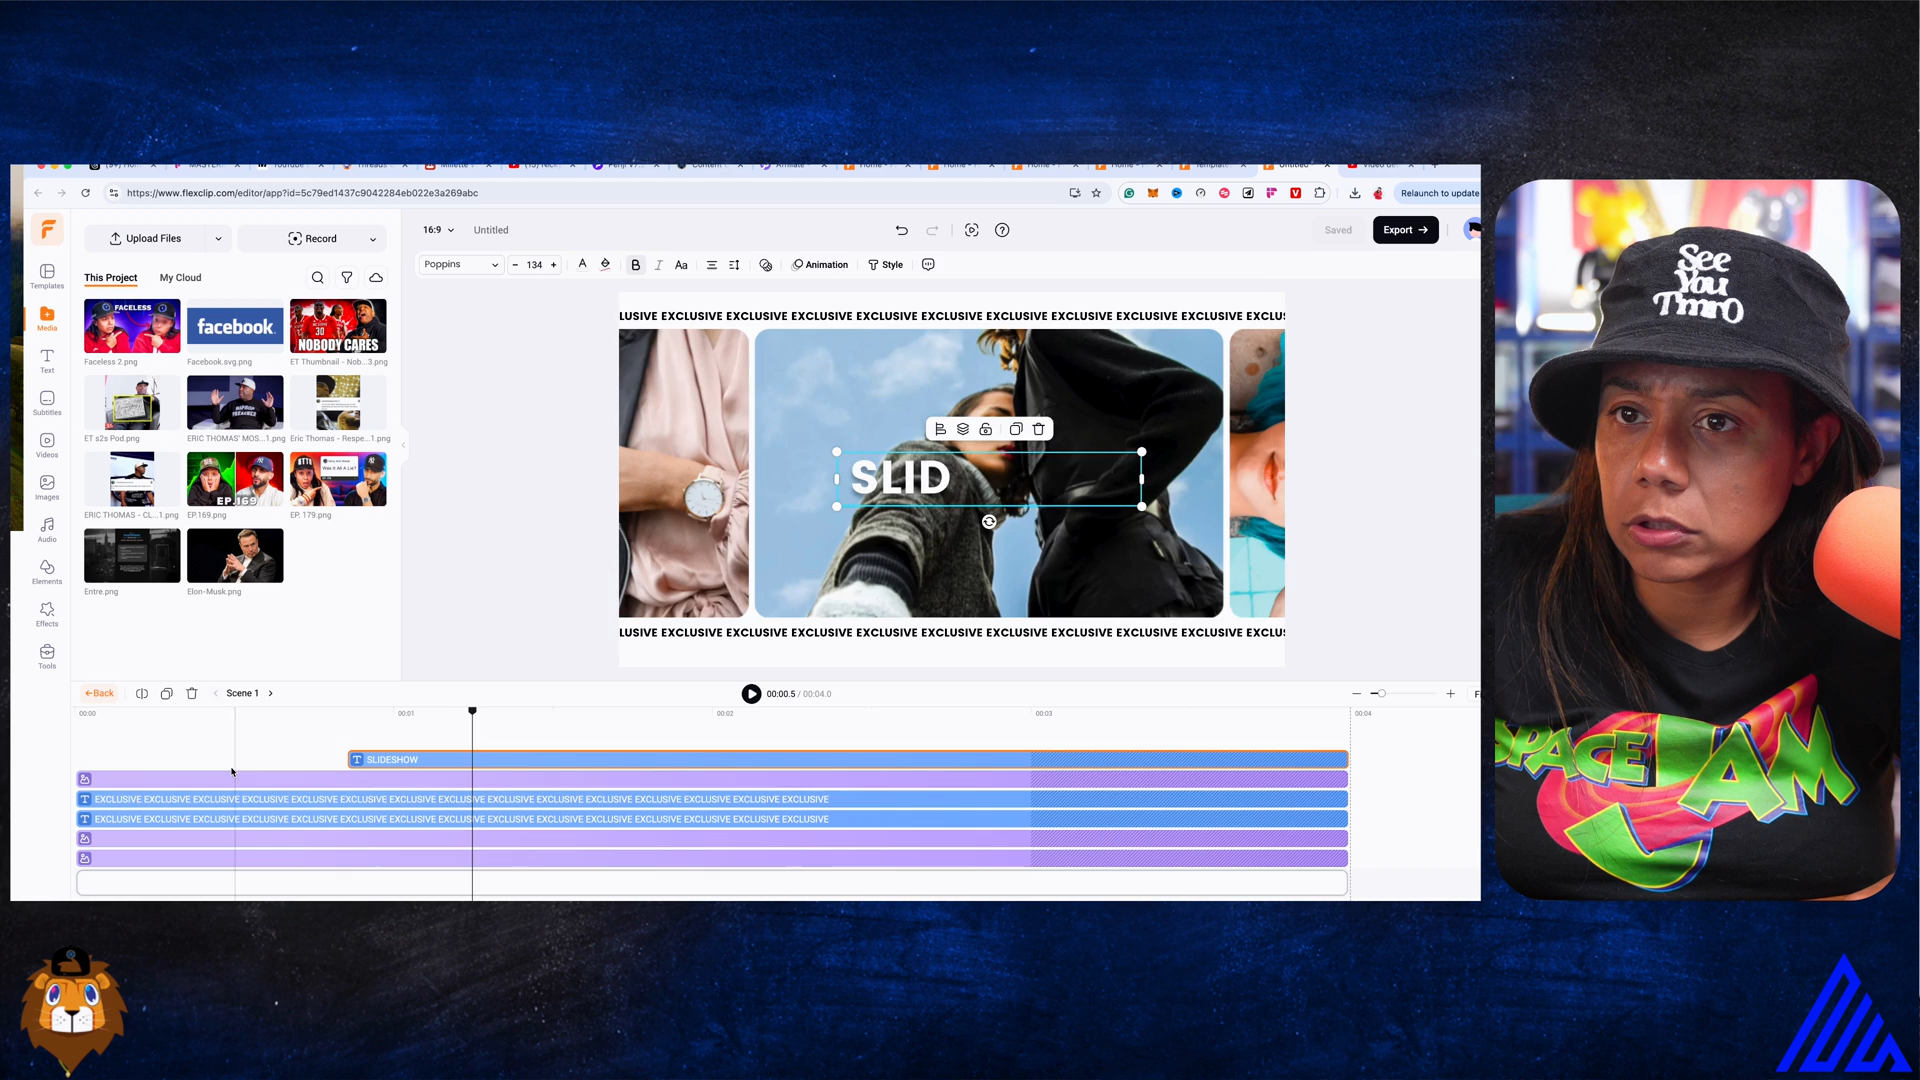 https://www.flexclip.com/editor/app?id=5c79ed1437c9042284eb022e3a269abc
Relaunch to update
Upload Files
Record
16:9
Untitled
Saved
Export
Templates
This Project
My Cloud
Poppins
134
Animation
Style
Media
FACELESS
facebook
NOBODY CARES
Faceless 2.png
Facebook.svg.png
ET Thumbnail - Nob...3.png
Text
Subtitles
ET s2s Pod.png
ERIC THOMAS' MOS...1.png
Eric Thomas - Respe...1.png
Videos
Images
EP.169
ERIC THOMAS - CL...1.png
EP.169.png
EP. 179.png
Audio
Elements
Entre.png
Elon-Musk.png
Effects
Tools
LUSIVE EXCLUSIVE EXCLUSIVE EXCLUSIVE EXCLUSIVE EXCLUSIVE EXCLUSIVE EXCLUSIVE EXCLUSIVE EXCLUS
SLID
LUSIVE EXCLUSIVE EXCLUSIVE EXCLUSIVE EXCLUSIVE EXCLUSIVE EXCLUSIVE EXCLUSIVE EXCLUSIVE EXCLUS
Back
Scene 1
00:00.5 / 00:04.0
00:00
00:01
00:02
00:03
00:04
SLIDESHOW
EXCLUSIVE EXCLUSIVE EXCLUSIVE EXCLUSIVE EXCLUSIVE EXCLUSIVE EXCLUSIVE EXCLUSIVE EXCLUSIVE EXCLUSIVE EXCLUSIVE EXCLUSIVE EXCLUSIVE EXCLUSIVE EXCLUSIVE
EXCLUSIVE EXCLUSIVE EXCLUSIVE EXCLUSIVE EXCLUSIVE EXCLUSIVE EXCLUSIVE EXCLUSIVE EXCLUSIVE EXCLUSIVE EXCLUSIVE EXCLUSIVE EXCLUSIVE EXCLUSIVE EXCLUSIVE
See
You
Tmro
SPACE JAM